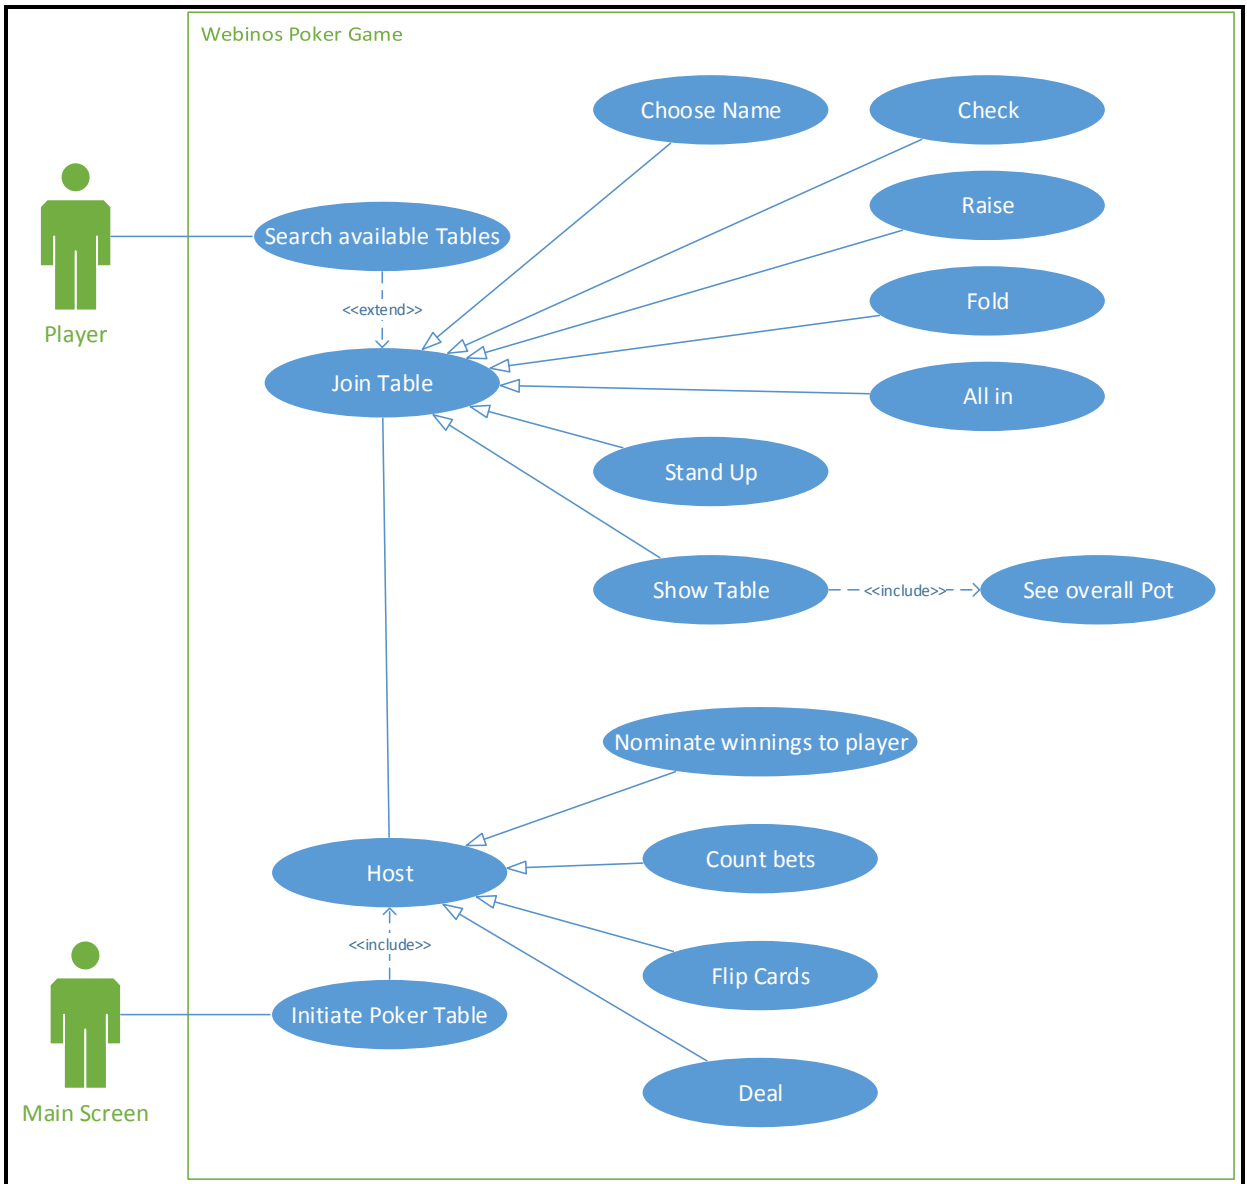 Webinos Poker Game
Choose Name
Check
Raise
Search available Tables
<<extend>>
Fold
Player
Join Table
All in
Stand Up
Show Table
<<include>>
See overall Pot
Nominate winnings to player
Count bets
Host
<<include>>
Flip Cards
Initiate Poker Table
Deal
Main Screen